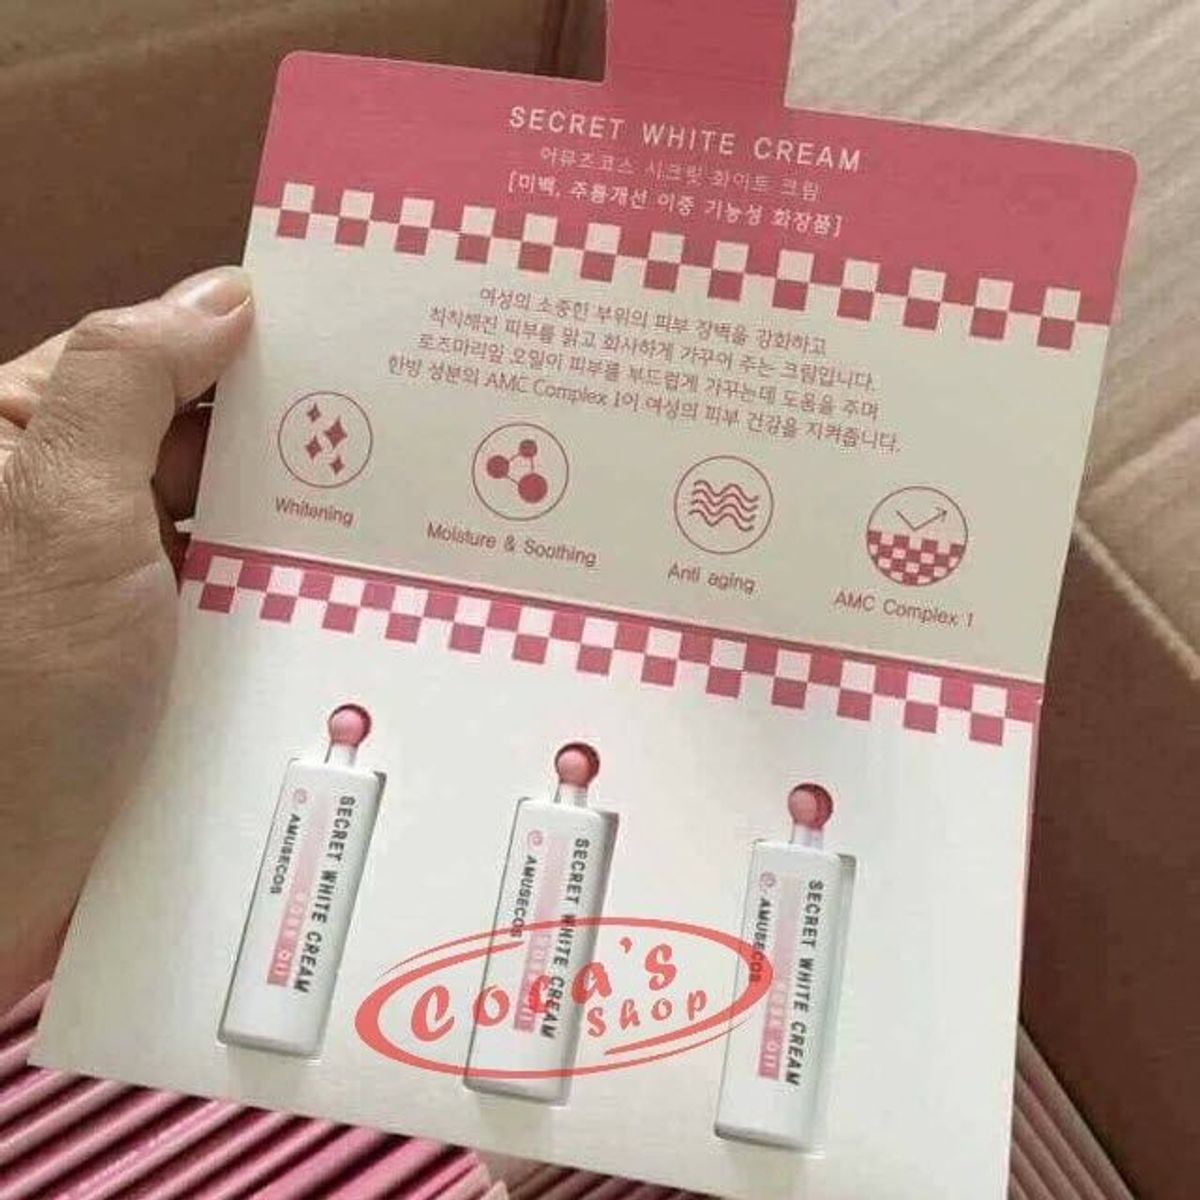 SECRET WHITE CREAM
어뮤즈코스 시크릿 화이트 크림
[미백, 주름개선 이중 기능성 화장품]
여성의 소중한 부위의 피부 장벽을 강화하고
칙칙해진 피부를 맑고 화사하게 가꾸어 주는 크림입니다.
로즈마리잎 오일이 피부를 부드럽게 가꾸는데 도움을 주며
한방 성분의 AMC Complex 1이 여성의 피부 건강을 지켜줍니다.
Whitening
Moisture & Soothing
Anti aging
AMC Complex 1
SECRET WHITE CREAM
AMUSECOS
SECRET WHITE CREAM
AMUSECOS
SECRET WHITE CREAM
AMUSECOS
Coca's
shop